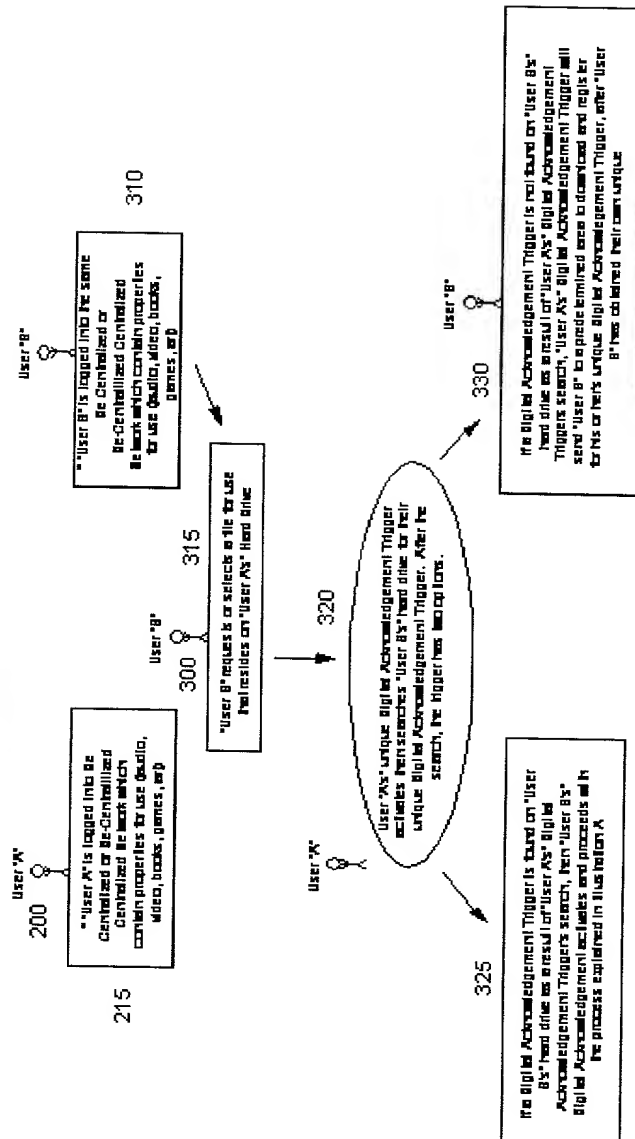 User "A"
200
" "User A" is logged into
Centralized or De-Centralized
Centralized Network which
contain properties for use (audio,
video, books, games, art)
215
User "B"
" "User B" is logged into the same
De Centralized or
De-Centralized Centralized
Network which contain properties
for use (audio, video, books,
games, art)
310
User "B"
300
315
"User B" requests or selects a file for use
that resides on "User A's" Hard Drive
User "A"
320
User "A's" unique Digital Acknowledgement Trigger
activates then searches "User B's" hard drive for their
unique Digital Acknowledgement Trigger. After the
search, the trigger has two options.
325
If a Digital Acknowledgement Trigger is found on "User
B's" hard drive as a result of "User A's" Digital
Acknowledgement Trigger's search, then "User B's"
Digital Acknowledgement activates and proceeds with
the process explained in Illustration A
User "B"
330
If a Digital Acknowledgement Trigger is not found on "User B's"
hard drive as a result of "User A's" Digital Acknowledgement
Triggers search, "User A's" Digital Acknowledgement Trigger will
send "User B" to a predetermined area to download and register
for his or her's unique Digital Acknowledgement Trigger, after "User
B" has obtained their own unique